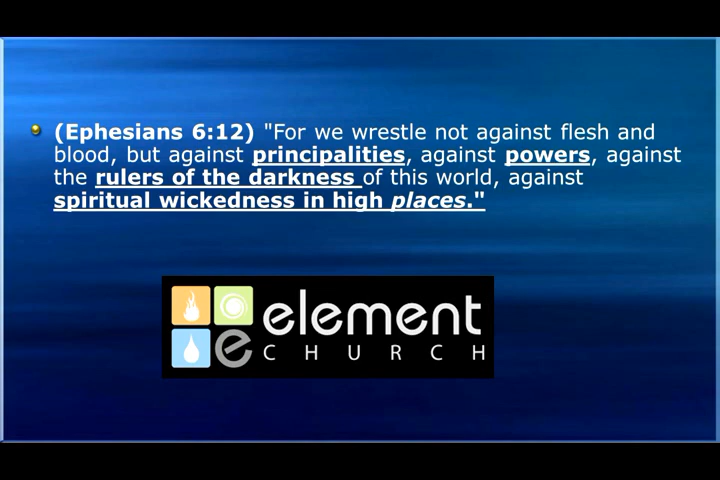 (Ephesians 6:12) "For we wrestle not against flesh and
blood, but against principalities, against powers, against
the rulers of the darkness of this world, against
spiritual wickedness in high places."
element
e CHURCH